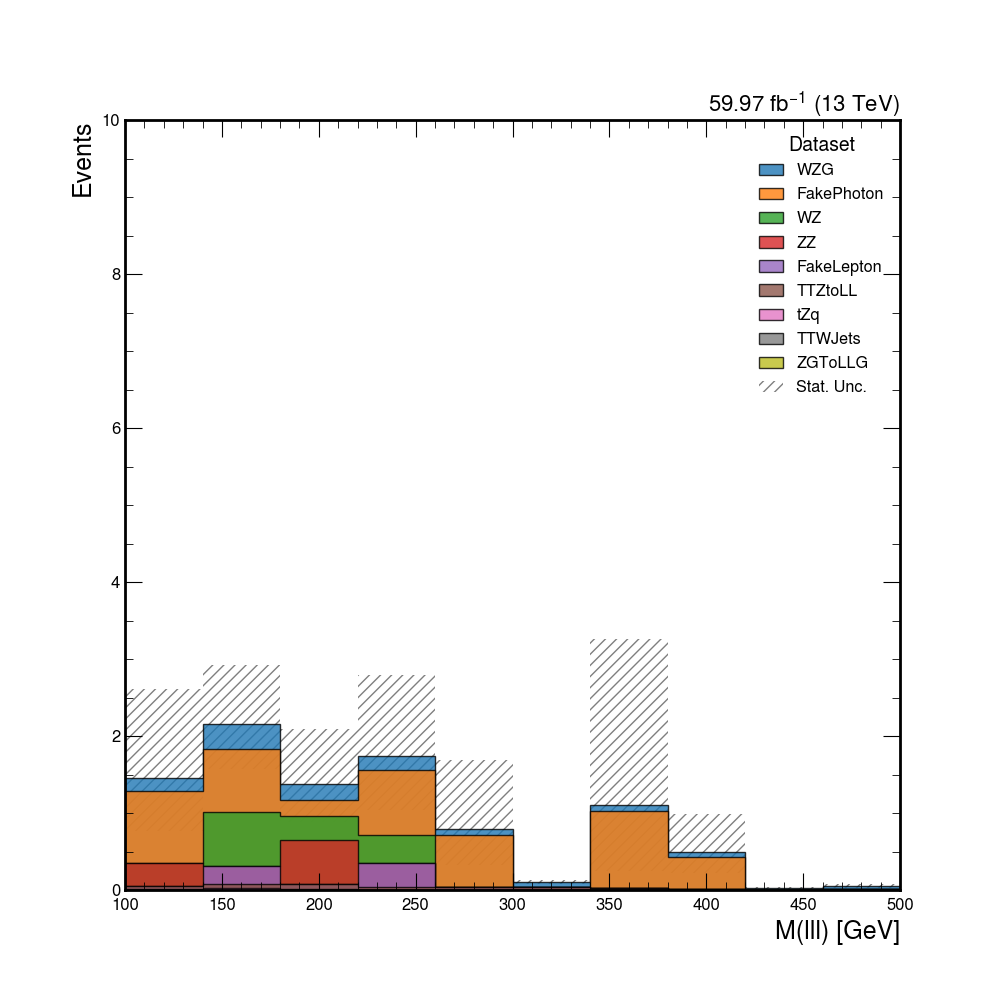 59.97 fb⁻¹ (13 TeV)
Events
10
8
6
4
2
0
Dataset
WZG
FakePhoton
WZ
ZZ
FakeLepton
TTZtoLL
tZq
TTWJets
ZGToLLG
Stat. Unc.
100 150 200 250 300 350 400 450 500
M(lll) [GeV]